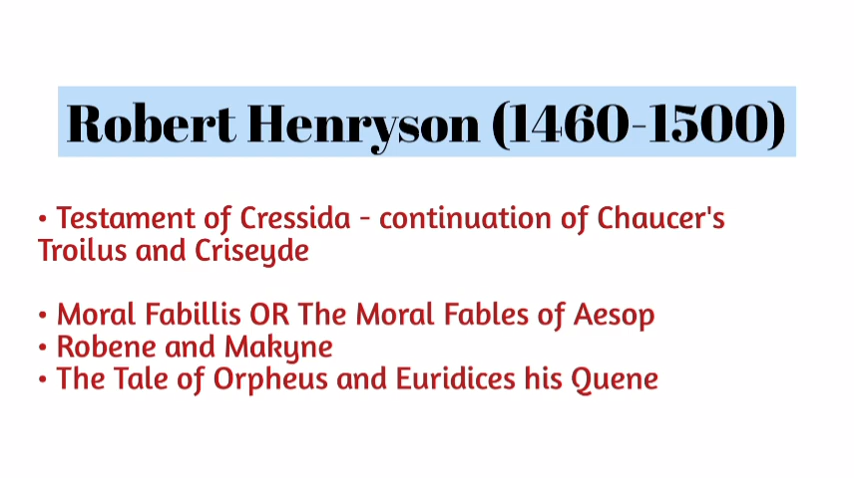 Robert Henryson (1460-1500)
• Testament of Cressida - continuation of Chaucer's
Troilus and Criseyde
• Moral Fabillis OR The Moral Fables of Aesop
• Robene and Makyne
• The Tale of Orpheus and Euridices his Quene